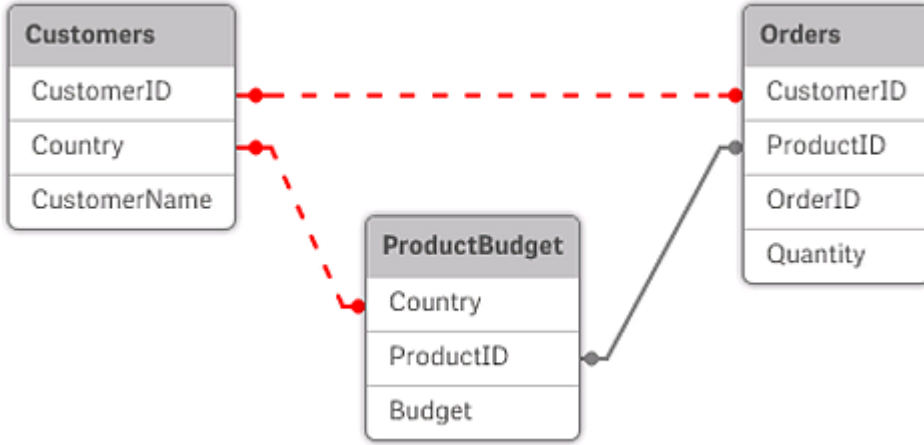 Customers
CustomerID
Country
CustomerName
Orders
CustomerID
ProductID
OrderID
Quantity
ProductBudget
Country
ProductID
Budget